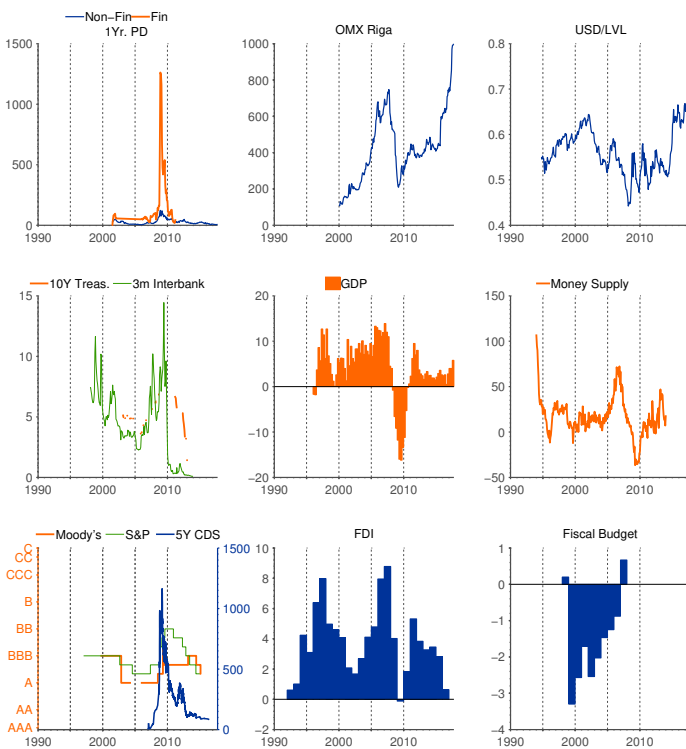 Non−Fin Fin
1Yr. PD
OMX Riga
USD/LVL
1500
1000
500
0
1990 2000 2010
1000
800
600
400
200
0
1990 2000 2010
0.8
0.7
0.6
0.5
0.4
1990 2000 2010
10Y Treas. 3m Interbank
GDP
Money Supply
15
10
5
0
1990 2000 2010
20
10
0
−10
−20
1990 2000 2010
150
100
50
0
−50
1990 2000 2010
Moody's S&P 5Y CDS
FDI
Fiscal Budget
C
CC
CCC
B
BB
BBB
A
AA
AAA
1500
1000
500
0
1990 2000 2010
10
8
6
4
2
0
−2
1990 2000 2010
1
0
−1
−2
−3
−4
1990 2000 2010